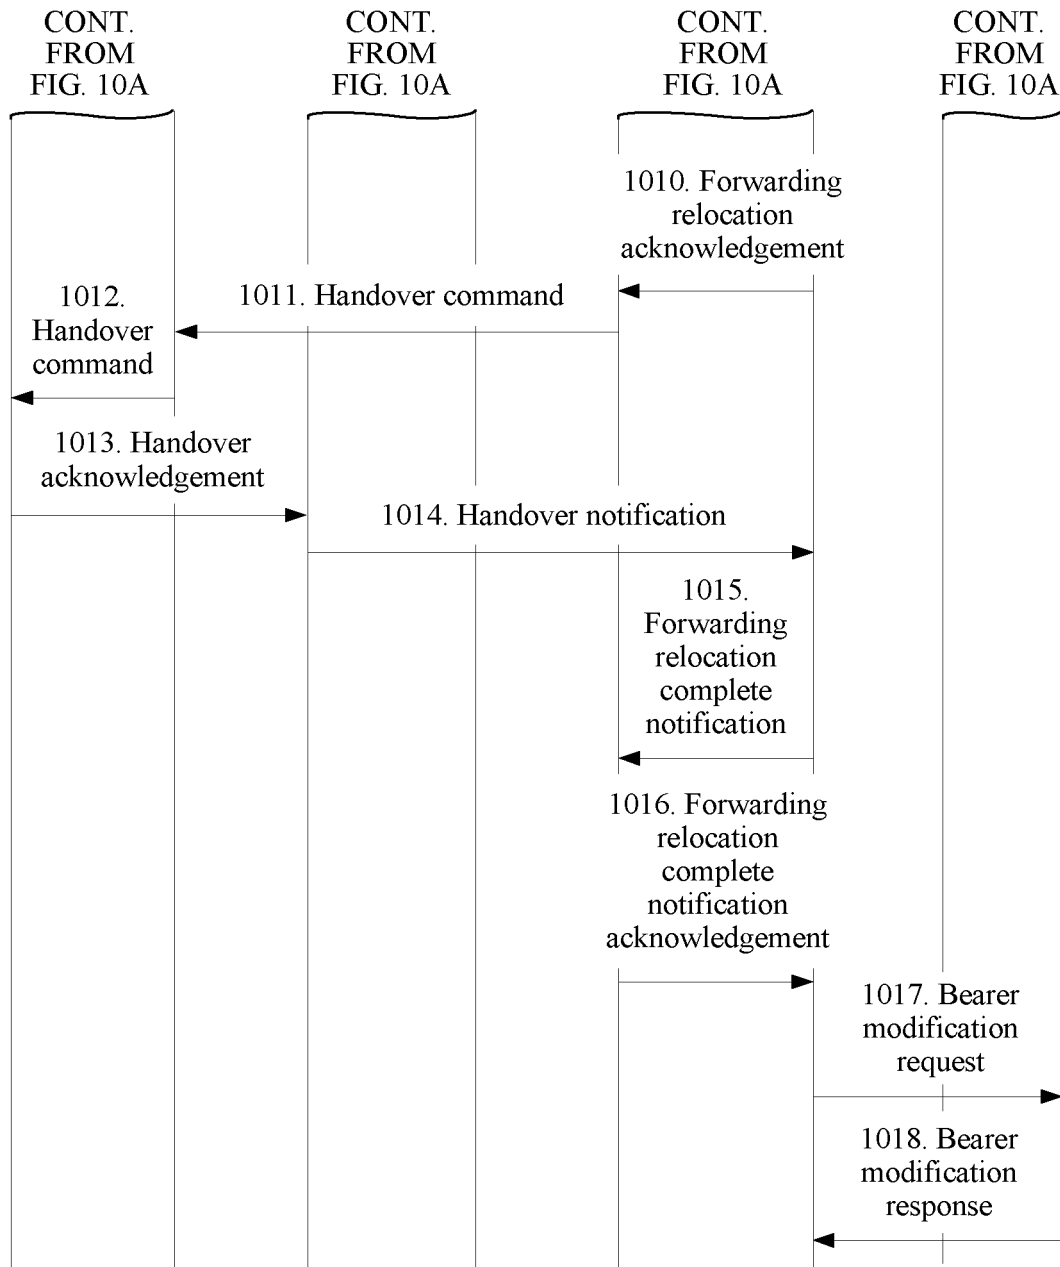 CONT.
FROM
FIG. 10A
CONT.
FROM
FIG. 10A
CONT.
FROM
FIG. 10A
CONT.
FROM
FIG. 10A
1010. Forwarding
relocation
acknowledgement
1011. Handover command
1012.
Handover
command
1013. Handover
acknowledgement
1014. Handover notification
1015.
Forwarding
relocation
complete
notification
1016. Forwarding
relocation
complete
notification
acknowledgement
1017. Bearer
modification
request
1018. Bearer
modification
response